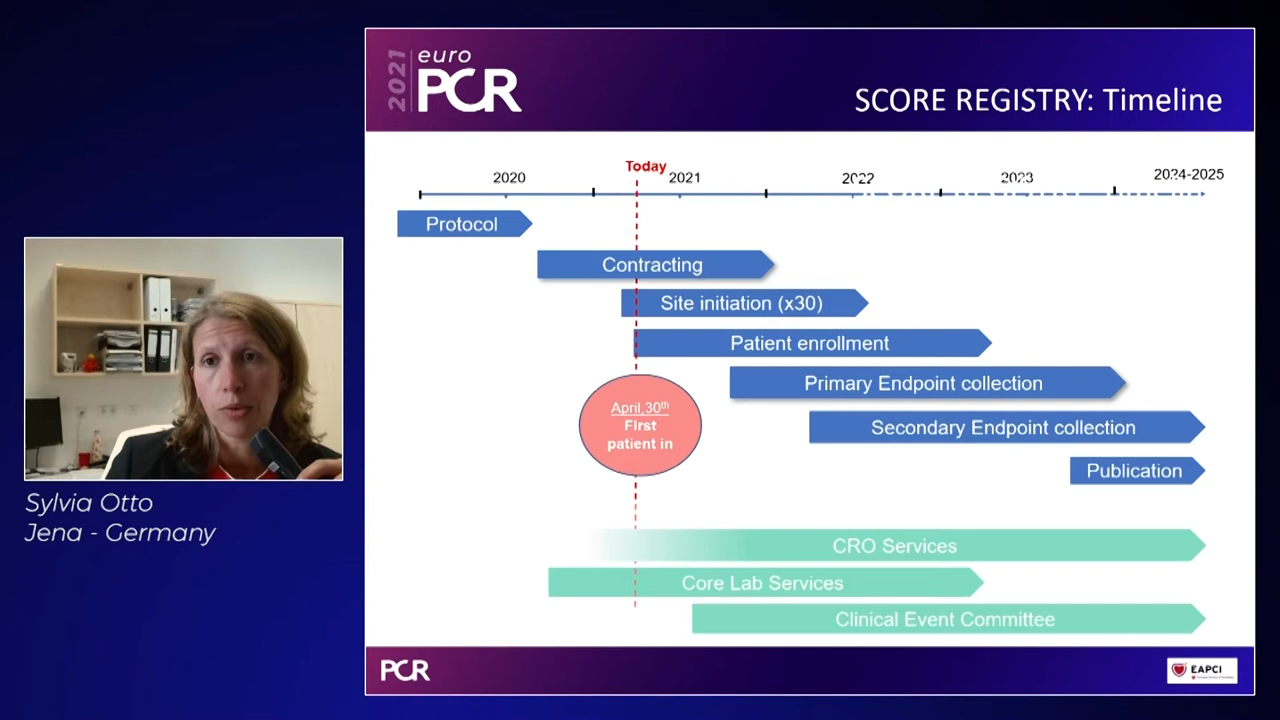 2021
euro
PCR
SCORE REGISTRY: Timeline
Today
2020
2021
2022
2023
2024-2025
Protocol
Contracting
Site initiation (x30)
Patient enrollment
Primary Endpoint collection
April,30th
First
patient in
Secondary Endpoint collection
Publication
CRO Services
Core Lab Services
Clinical Event Committee
Sylvia Otto
Jena - Germany
PCR
EAPCI